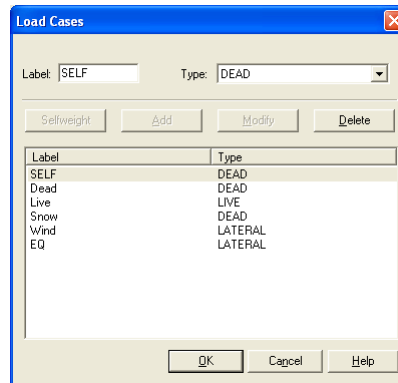 Load Cases
Label: SELF Type: DEAD
Selfweight Add Modify Delete
Label Type
SELF DEAD
Dead DEAD
Live LIVE
Snow DEAD
Wind LATERAL
EQ LATERAL
OK Cancel Help